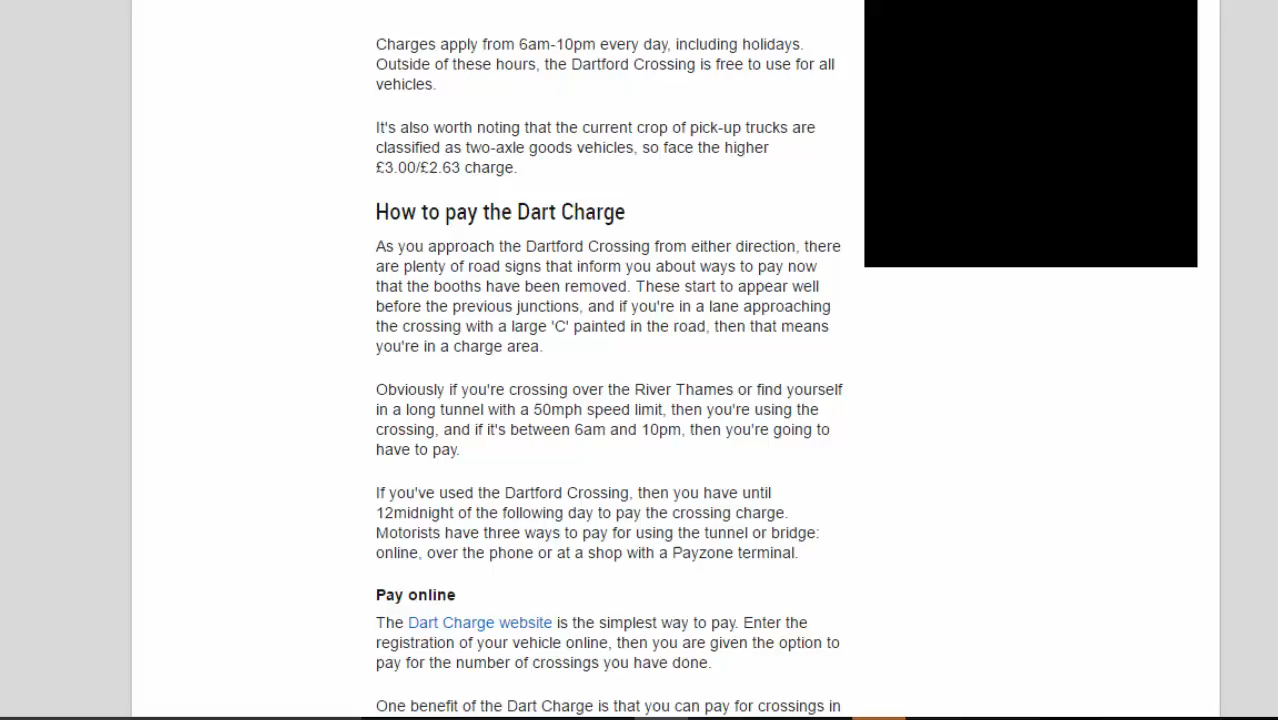 Charges apply from 6am-10pm every day, including holidays.
Outside of these hours, the Dartford Crossing is free to use for all
vehicles.
It's also worth noting that the current crop of pick-up trucks are
classified as two-axle goods vehicles, so face the higher
£3.00/£2.63 charge.
How to pay the Dart Charge
As you approach the Dartford Crossing from either direction, there
are plenty of road signs that inform you about ways to pay now
that the booths have been removed. These start to appear well
before the previous junctions, and if you're in a lane approaching
the crossing with a large 'C' painted in the road, then that means
you're in a charge area.
Obviously if you're crossing over the River Thames or find yourself
in a long tunnel with a 50mph speed limit, then you're using the
crossing, and if it's between 6am and 10pm, then you're going to
have to pay.
If you've used the Dartford Crossing, then you have until
12midnight of the following day to pay the crossing charge.
Motorists have three ways to pay for using the tunnel or bridge:
online, over the phone or at a shop with a Payzone terminal.
Pay online
The Dart Charge website is the simplest way to pay. Enter the
registration of your vehicle online, then you are given the option to
pay for the number of crossings you have done.
One benefit of the Dart Charge is that you can pay for crossings in